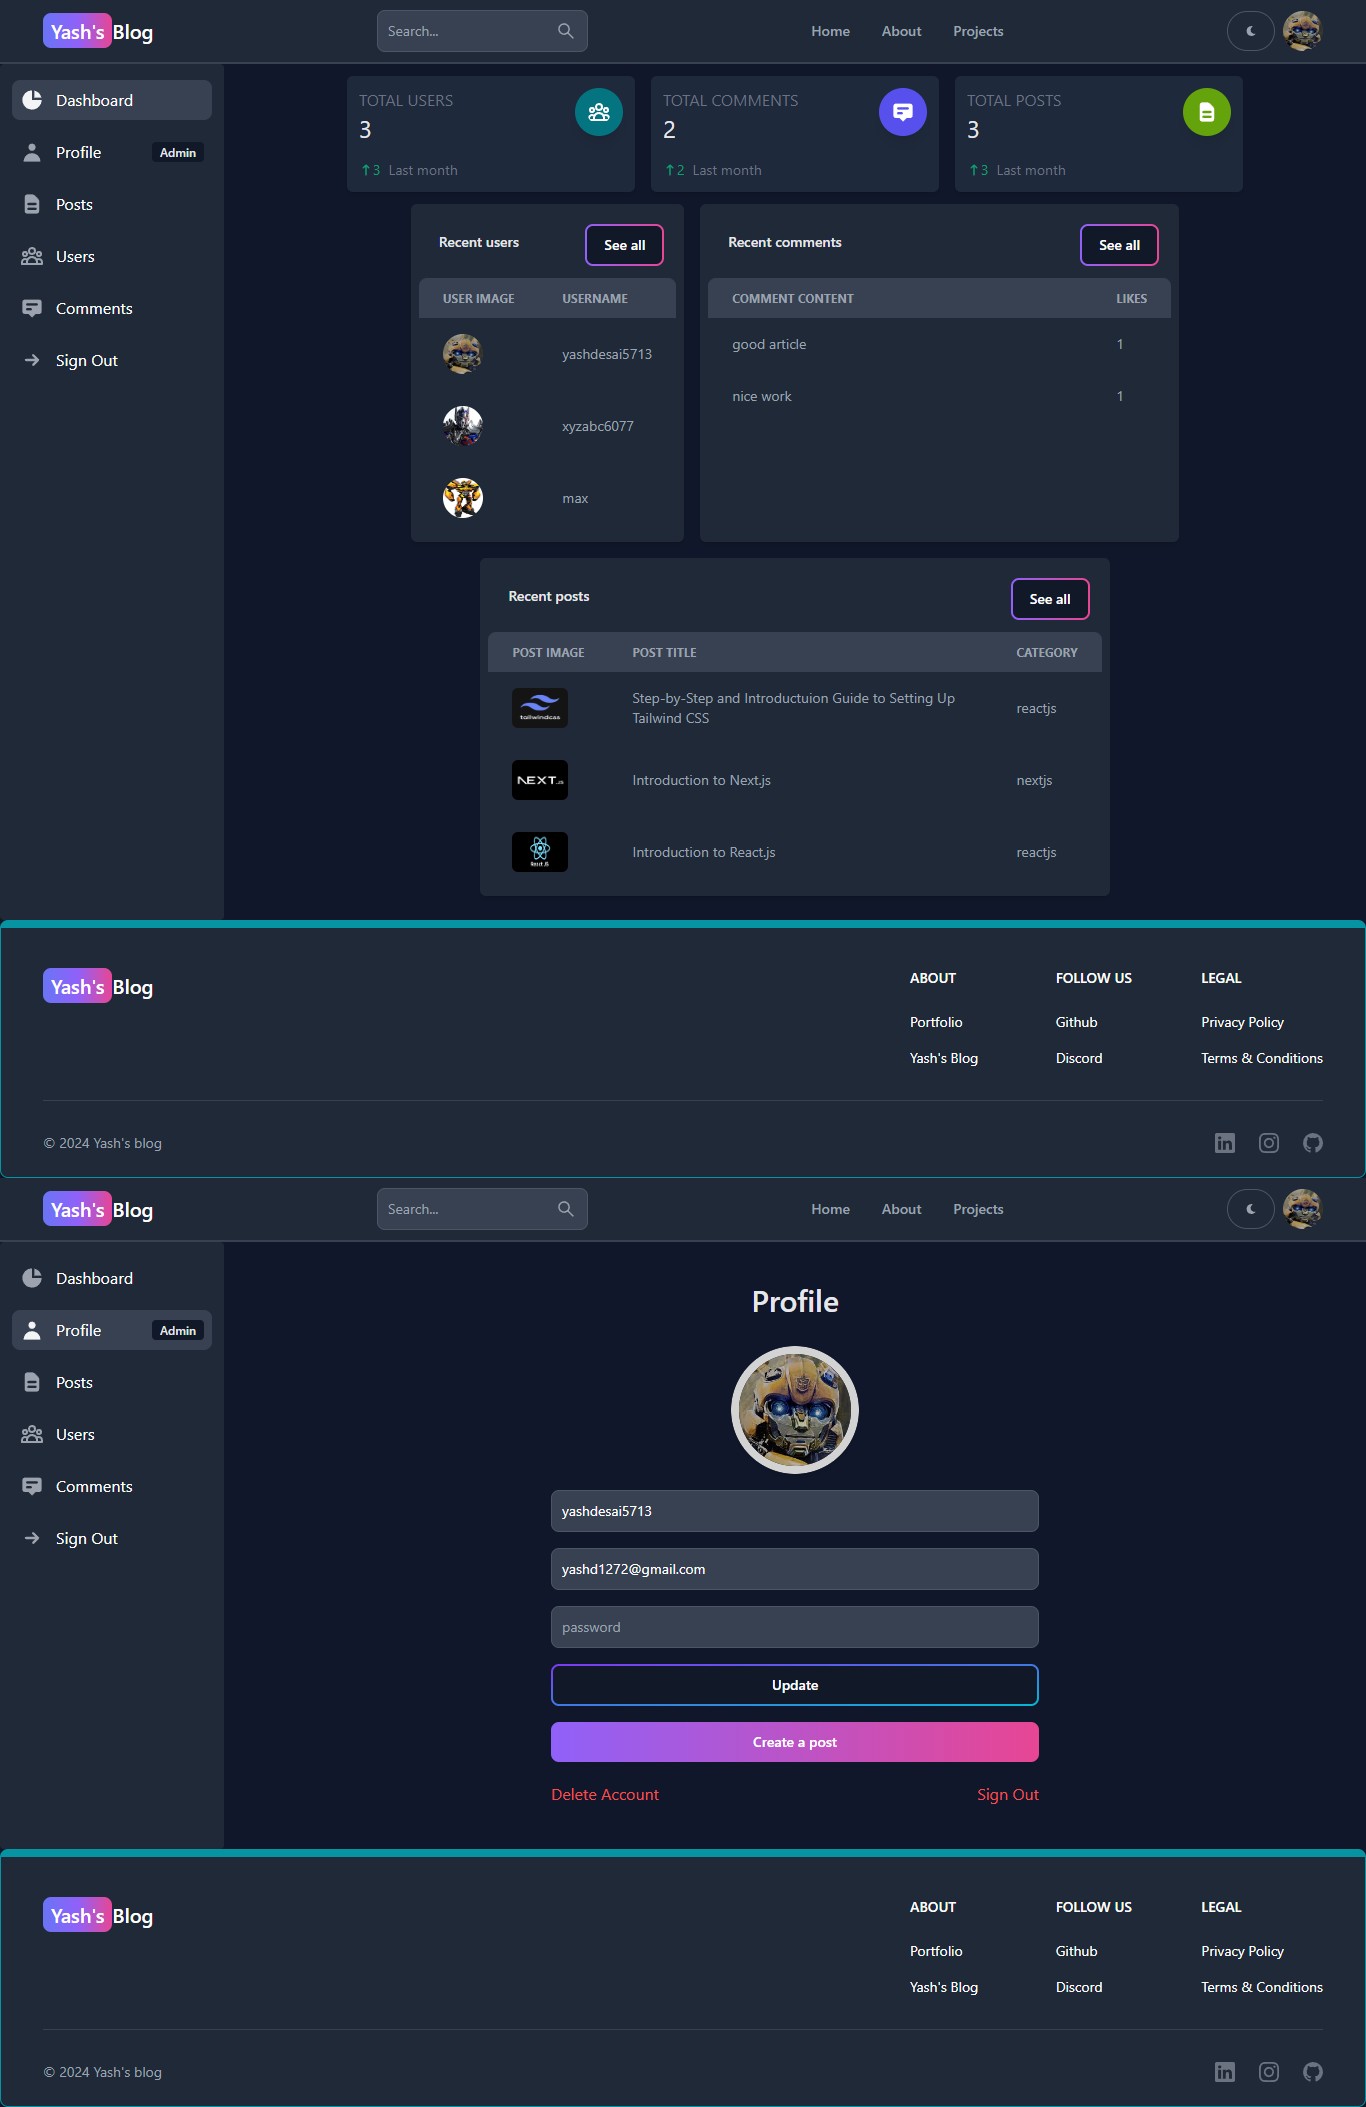 Yash's Blog
Search...
Home About Projects
Dashboard
Profile Admin
Posts
Users
Comments
Sign Out
TOTAL USERS
3
3 Last month
TOTAL COMMENTS
2
2 Last month
TOTAL POSTS
3
3 Last month
Recent users See all
USER IMAGE USERNAME
yashdesai5713
xyzabc6077
max
Recent comments See all
COMMENT CONTENT LIKES
good article 1
nice work 1
Recent posts See all
POST IMAGE POST TITLE CATEGORY
tailwindcss
Step-by-Step and Introductuion Guide to Setting Up
Tailwind CSS
reactjs
NEXT.JS Introduction to Next.js nextjs
React JS Introduction to React.js reactjs
Yash's Blog
ABOUT
Portfolio
Yash's Blog
FOLLOW US
Github
Discord
LEGAL
Privacy Policy
Terms & Conditions
© 2024 Yash's blog
Yash's Blog
Search...
Home About Projects
Dashboard
Profile Admin
Posts
Users
Comments
Sign Out
Profile
yashdesai5713
yashd1272@gmail.com
password
Update
Create a post
Delete Account Sign Out
Yash's Blog
ABOUT
Portfolio
Yash's Blog
FOLLOW US
Github
Discord
LEGAL
Privacy Policy
Terms & Conditions
© 2024 Yash's blog